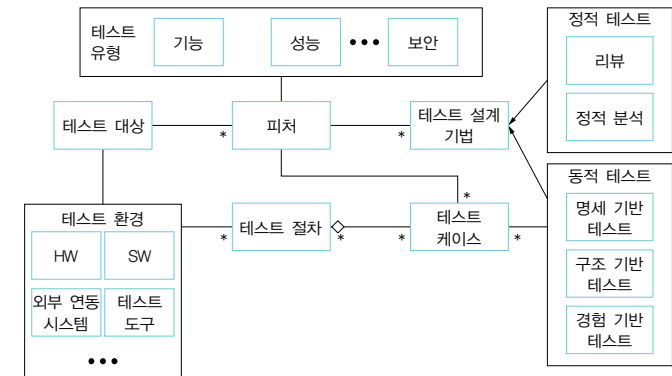 테스트
유형
기능
성능
•••
보안
정적 테스트
리뷰
정적 분석
테스트 대상
*
피처
*
테스트 설계
기법
동적 테스트
명세 기반
테스트
구조 기반
테스트
경험 기반
테스트
*
테스트 환경
HW
SW
외부 연동
시스템
테스트
도구
•••
*
테스트 절차
*
*
테스트
케이스
*